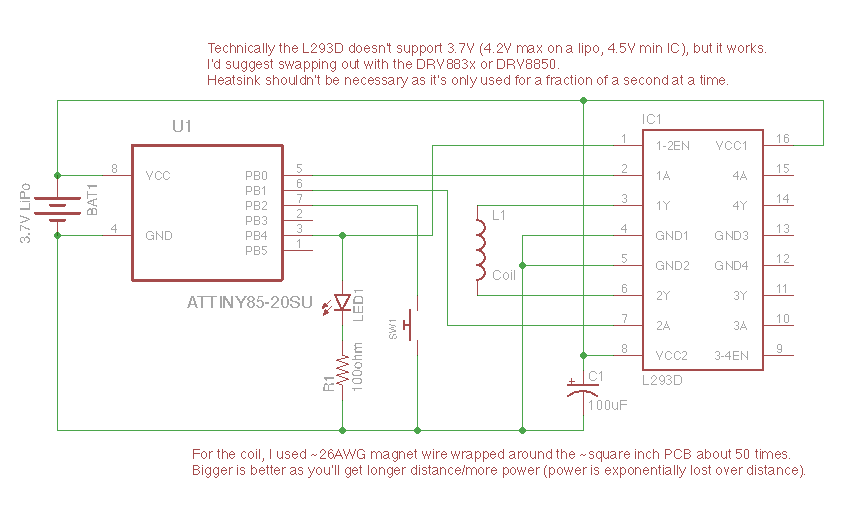 Technically the L293D doesn't support 3.7V (4.2V max on a lipo, 4.5V min IC), but it works.
I'd suggest swapping out with the DRV883x or DRV8850.
Heatsink shouldn't be necessary as it's only used for a fraction of a second at a time.
U1
IC1
8 VCC
PB0 5
PB1 6
PB2 7
PB3 2
PB4 3
PB5 1
4 GND
3.7V LiPo
BAT1
ATTINY85-20SU
1 1-2EN VCC1 16
2 1A 4A 15
3 1Y 4Y 14
4 GND1 GND3 13
5 GND2 GND4 12
6 2Y 3Y 11
7 2A 3A 10
8 VCC2 3-4EN 9
L293D
L1
Coil
LED1
SW1
R1
100ohm
+
C1
100uF
For the coil, I used ~26AWG magnet wire wrapped around the ~square inch PCB about 50 times.
Bigger is better as you'll get longer distance/more power (power is exponentially lost over distance).